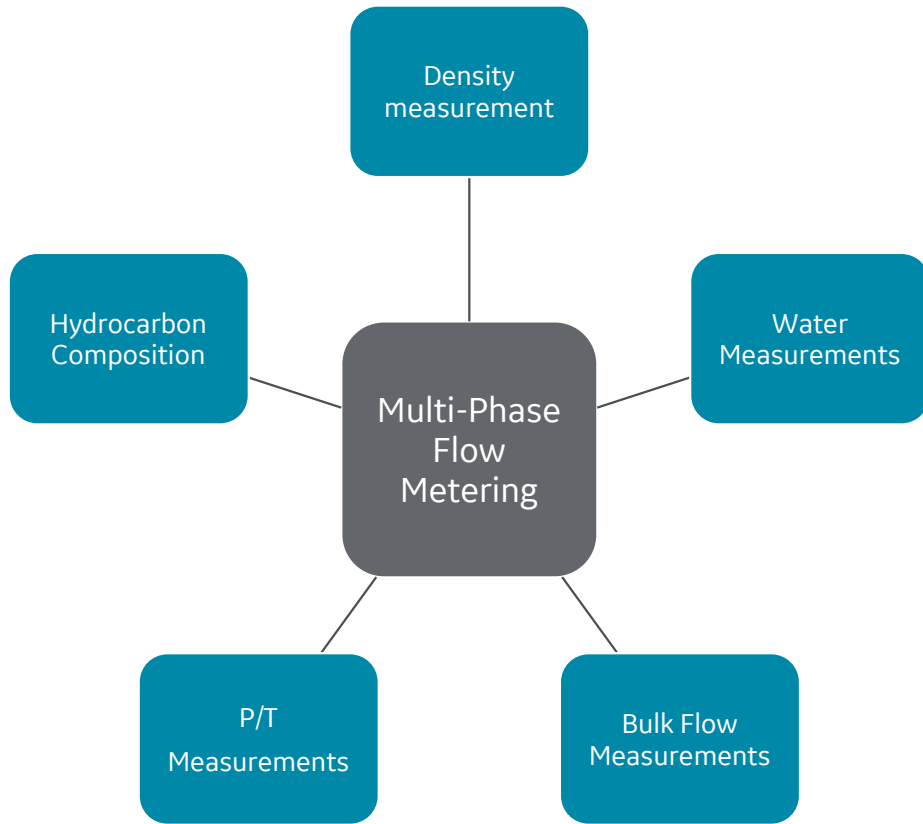 Density
measurement
Hydrocarbon
Composition
Water
Measurements
Multi-Phase
Flow
Metering
P/T
Measurements
Bulk Flow
Measurements